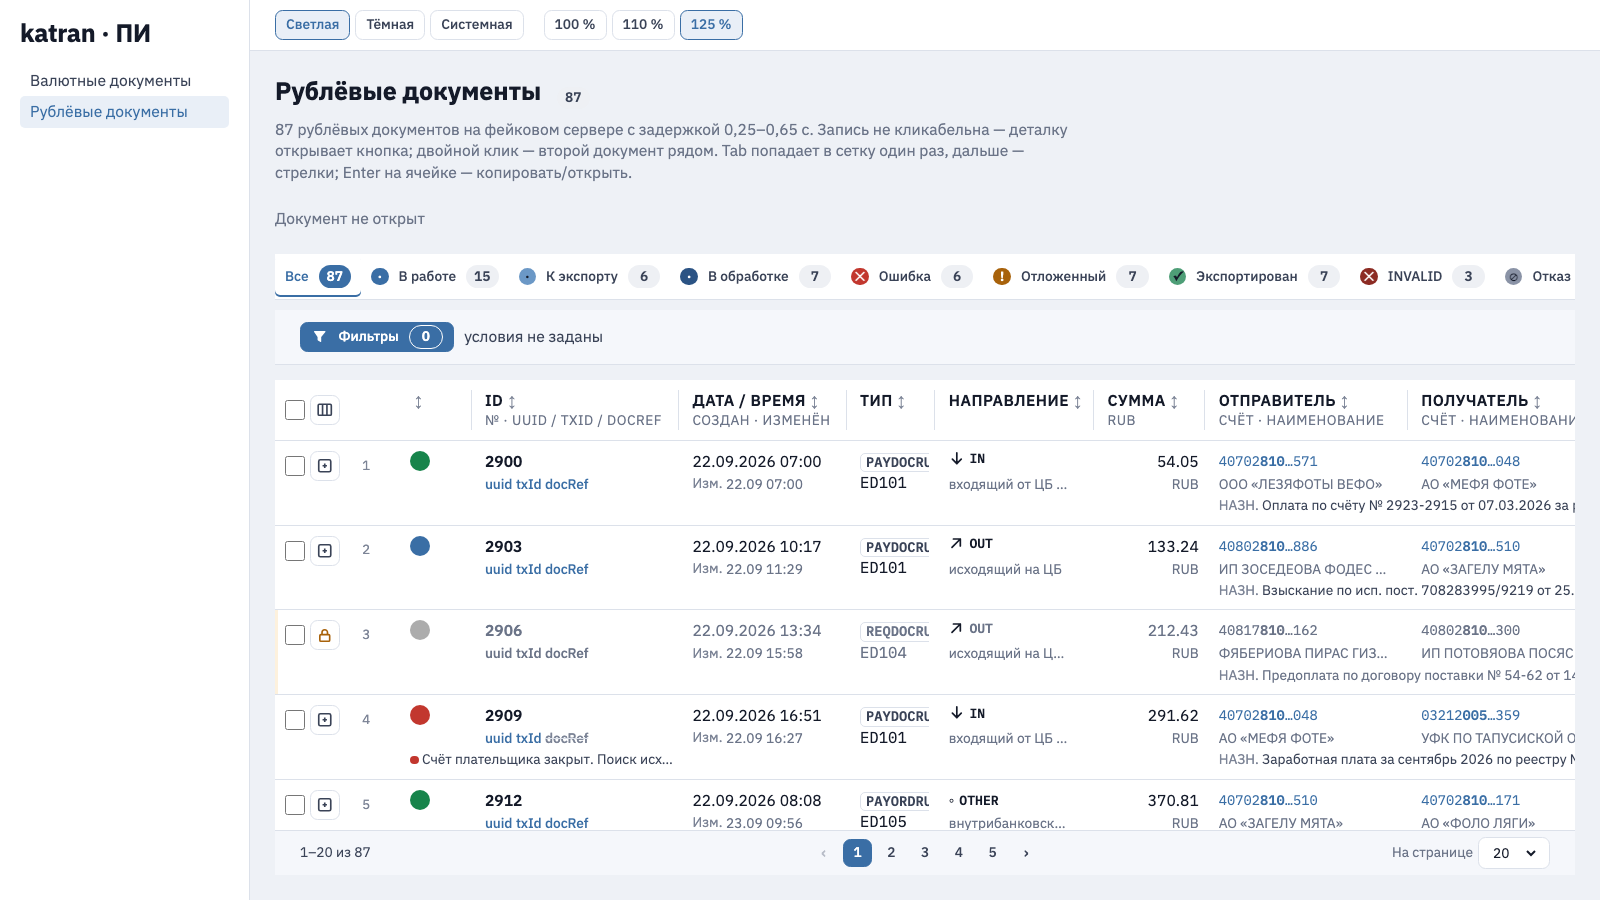 katran · ПИ
Валютные документы
Рублёвые документы
Светлая Тёмная Системная 100 % 110 % 125 %
Рублёвые документы 87
87 рублёвых документов на фейковом сервере с задержкой 0,25–0,65 с. Запись не кликабельна — деталку
открывает кнопка; двойной клик — второй документ рядом. Tab попадает в сетку один раз, дальше —
стрелки; Enter на ячейке — копировать/открыть.
Документ не открыт
Все 87 В работе 15 К экспорту 6 В обработке 7 Ошибка 6 Отложенный 7 Экспортирован 7 INVALID 3 Отказ
Фильтры 0 условия не заданы
ID ДАТА / ВРЕМЯ ТИП НАПРАВЛЕНИЕ СУММА ОТПРАВИТЕЛЬ ПОЛУЧАТЕЛЬ
№ · UUID / TXID / DOCREF СОЗДАН · ИЗМЕНЁН RUB СЧЁТ · НАИМЕНОВАНИЕ СЧЁТ · НАИМЕНОВАНИ
1 2900 22.09.2026 07:00 PAYDOCRU IN 54.05 40702810…571 40702810…048
uuid txId docRef Изм. 22.09 07:00 ED101 входящий от ЦБ … RUB ООО «ЛЕЗЯФОТЫ ВЕФО» АО «МЕФЯ ФОТЕ»
НАЗН. Оплата по счёту № 2923-2915 от 07.03.2026 за
2 2903 22.09.2026 10:17 PAYDOCRU OUT 133.24 40802810…886 40702810…510
uuid txId docRef Изм. 22.09 11:29 ED101 исходящий на ЦБ RUB ИП ЗОСЕДЕОВА ФОДЕС … АО «ЗАГЕЛУ МЯТА»
НАЗН. Взыскание по исп. пост. 708283995/9219 от 25.
3 2906 22.09.2026 13:34 REQDOCRU OUT 212.43 40817810…162 40802810…300
uuid txId docRef Изм. 22.09 15:58 ED104 исходящий на Ц… RUB ФЯБЕРИОВА ПИРАС ГИЗ… ИП ПОТОВЯОВА ПОСЯС
НАЗН. Предоплата по договору поставки № 54-62 от 14
4 2909 22.09.2026 16:51 PAYDOCRU IN 291.62 40702810…048 03212005…359
uuid txId docRef Изм. 22.09 16:27 ED101 входящий от ЦБ … RUB АО «МЕФЯ ФОТЕ» УФК ПО ТАПУСИСКОЙ О
Счёт плательщика закрыт. Поиск исх… НАЗН. Заработная плата за сентябрь 2026 по реестру
5 2912 22.09.2026 08:08 PAYORDRU OTHER 370.81 40702810…510 40702810…171
uuid txId docRef Изм. 23.09 09:56 ED105 внутрибанковск… RUB АО «ЗАГЕЛУ МЯТА» АО «ФОЛО ЛЯГИ»
1–20 из 87 ‹ 1 2 3 4 5 › На странице 20